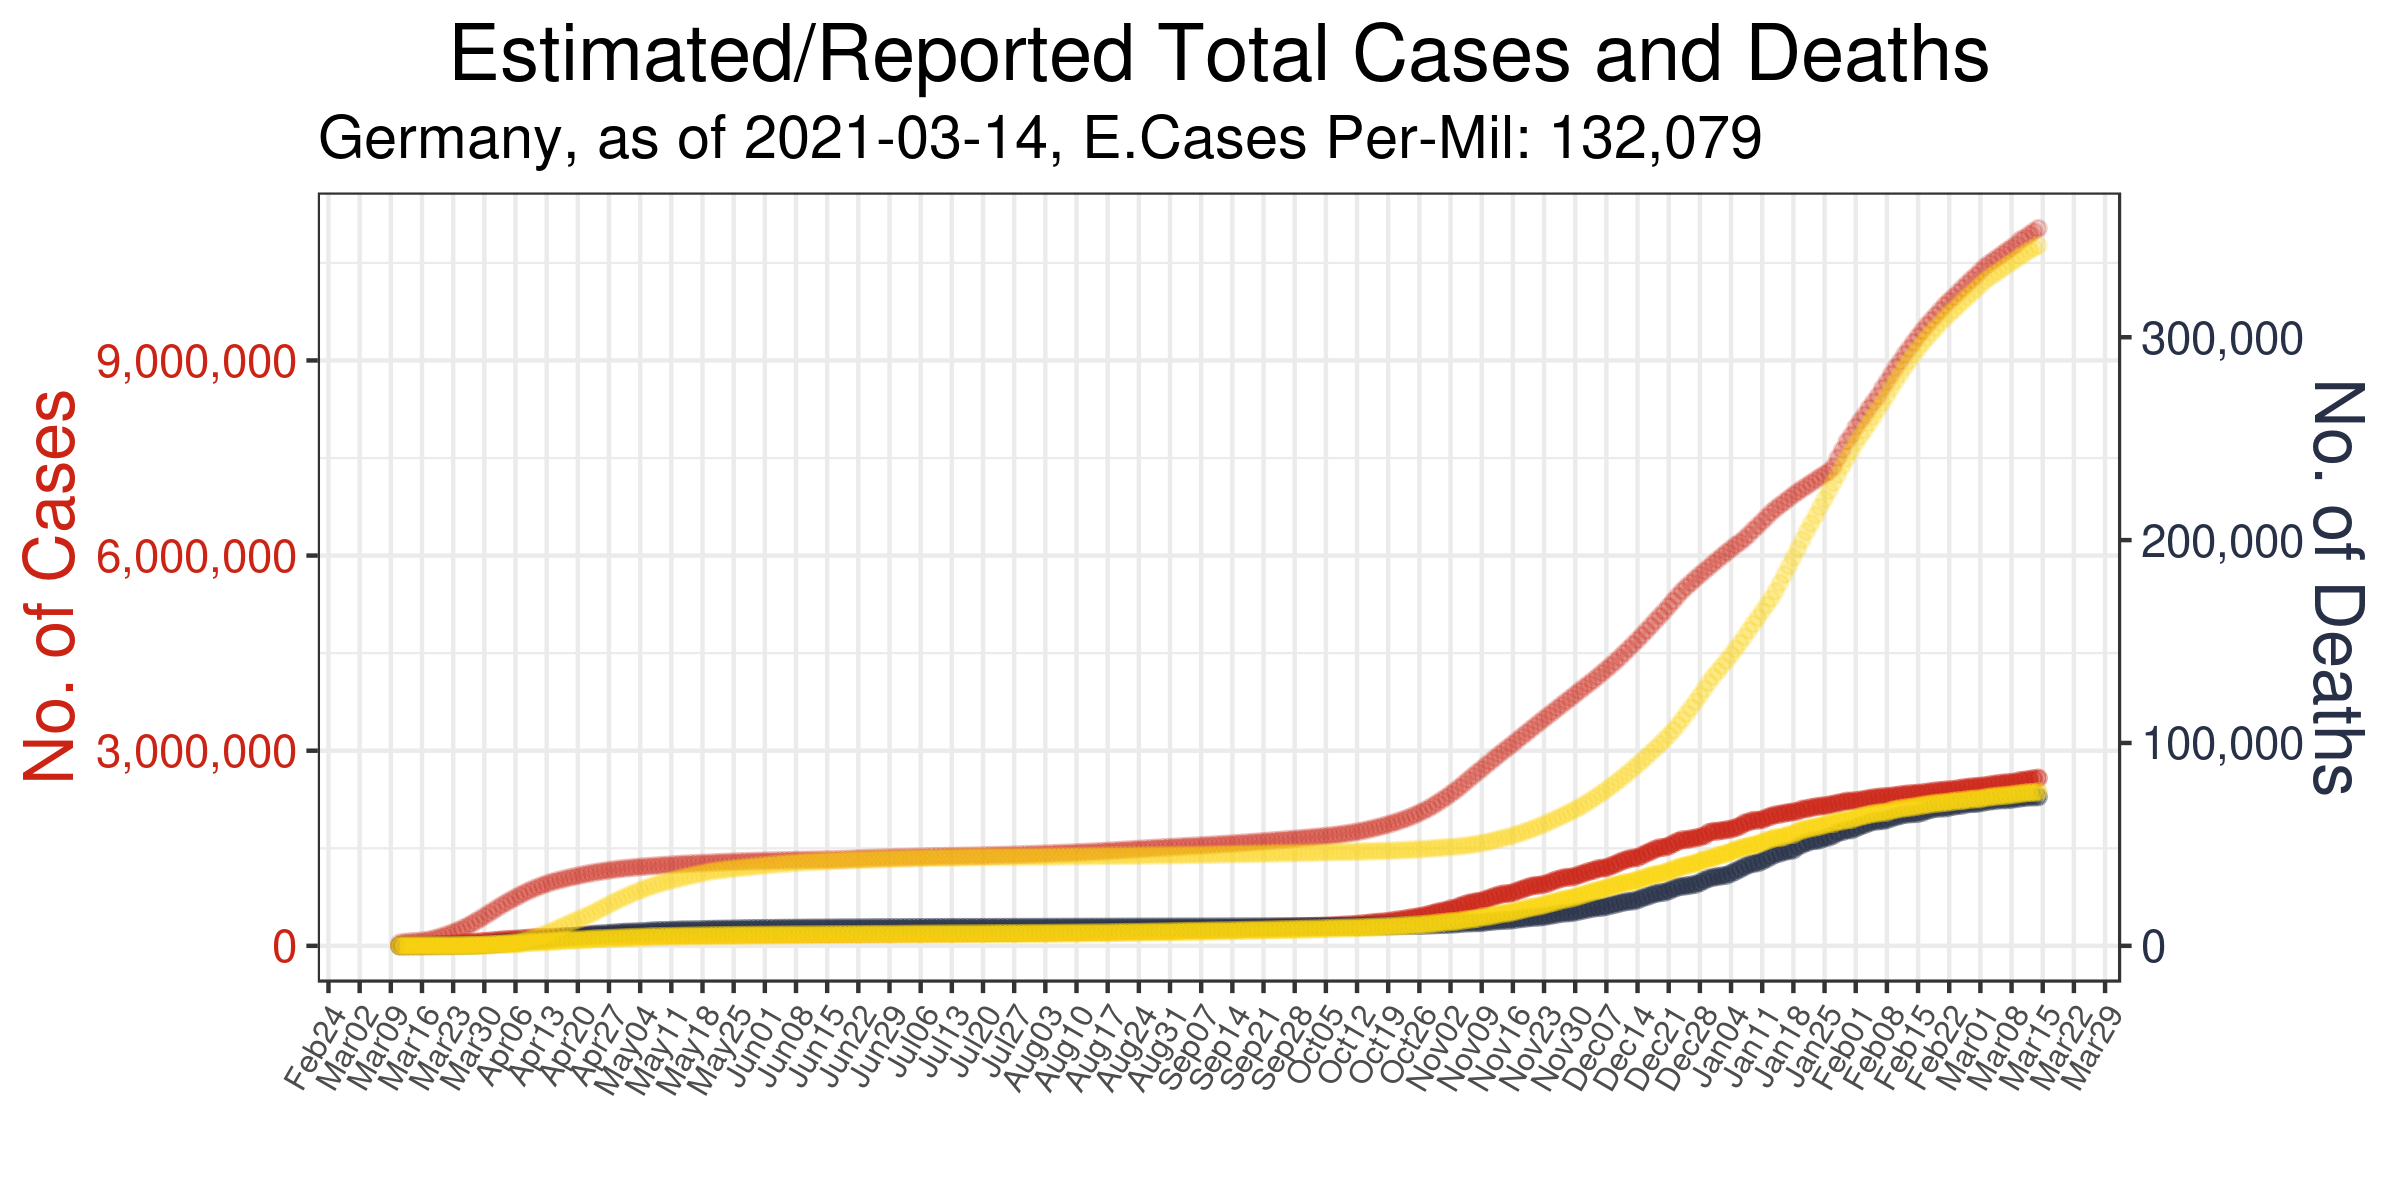 Estimated/Reported Total Cases and Deaths
Germany, as of 2021-03-14, E.Cases Per-Mil: 132,079
No. of Cases
9,000,000
6,000,000
3,000,000
0
300,000
200,000
100,000
0
No. of Deaths
Feb24
Mar02
Mar09
Mar16
Mar23
Mar30
Apr06
Apr13
Apr20
Apr27
May04
May11
May18
May25
Jun01
Jun08
Jun15
Jun22
Jun29
Jul06
Jul13
Jul20
Jul27
Aug03
Aug10
Aug17
Aug24
Aug31
Sep07
Sep14
Sep21
Sep28
Oct05
Oct12
Oct19
Oct26
Nov02
Nov09
Nov16
Nov23
Nov30
Dec07
Dec14
Dec21
Dec28
Jan04
Jan11
Jan18
Jan25
Feb01
Feb08
Feb15
Feb22
Mar01
Mar08
Mar15
Mar22
Mar29